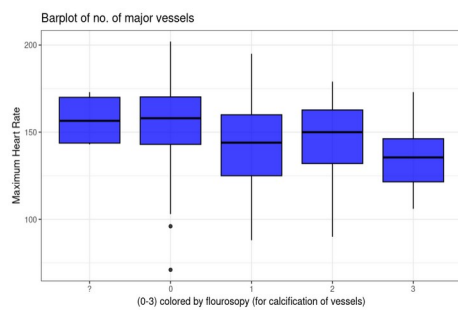 Barplot of no. of major vessels
Maximum Heart Rate
200
150
100
? 0 1 2 3
(0-3) colored by flourosopy (for calcification of vessels)